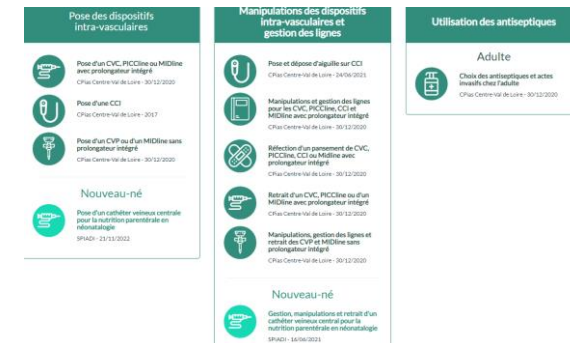 Pose des dispositifs
intra-vasculaires
Pose d'un CVC, PICCline ou MIDline
avec prolongateur intégré
CPias Centre-Val de Loire - 30/12/2020
Pose d'une CCI
CPias Centre-Val de Loire - 2017
Pose d'un CVP ou d'un MIDline sans
prolongateur intégré
CPias Centre-Val de Loire - 30/12/2020
Nouveau-né
Pose d'un cathéter veineux centrale
pour la nutrition parentérale en
néonatalogie
SPIADI - 21/11/2022
Manipulations des dispositifs
intra-vasculaires et
gestion des lignes
Pose et dépose d'aiguille sur CCI
CPias Centre-Val de Loire - 24/06/2021
Manipulations et gestion des lignes
pour les CVC, PICCline, CCI et
MIDline avec prolongateur intégré
CPias Centre-Val de Loire - 30/12/2020
Réfection d'un pansement de CVC,
PICCline, CCI ou Midline avec
prolongateur intégré
CPias Centre-Val de Loire - 30/12/2020
Retrait d'un CVC, PICCline ou d'un
MIDline avec prolongateur intégré
CPias Centre-Val de Loire - 30/12/2020
Manipulations, gestion des lignes et
retrait des CVP et MIDline sans
prolongateur intégré
CPias Centre-Val de Loire - 30/12/2020
Nouveau-né
Gestion, manipulations et retrait d'un
cathéter veineux central pour la
nutrition parentérale en néonatalogie
SPIADI - 16/06/2021
Utilisation des antiseptiques
Adulte
Choix des antiseptiques et actes
invasifs chez l'adulte
CPias Centre-Val de Loire - 30/12/2020